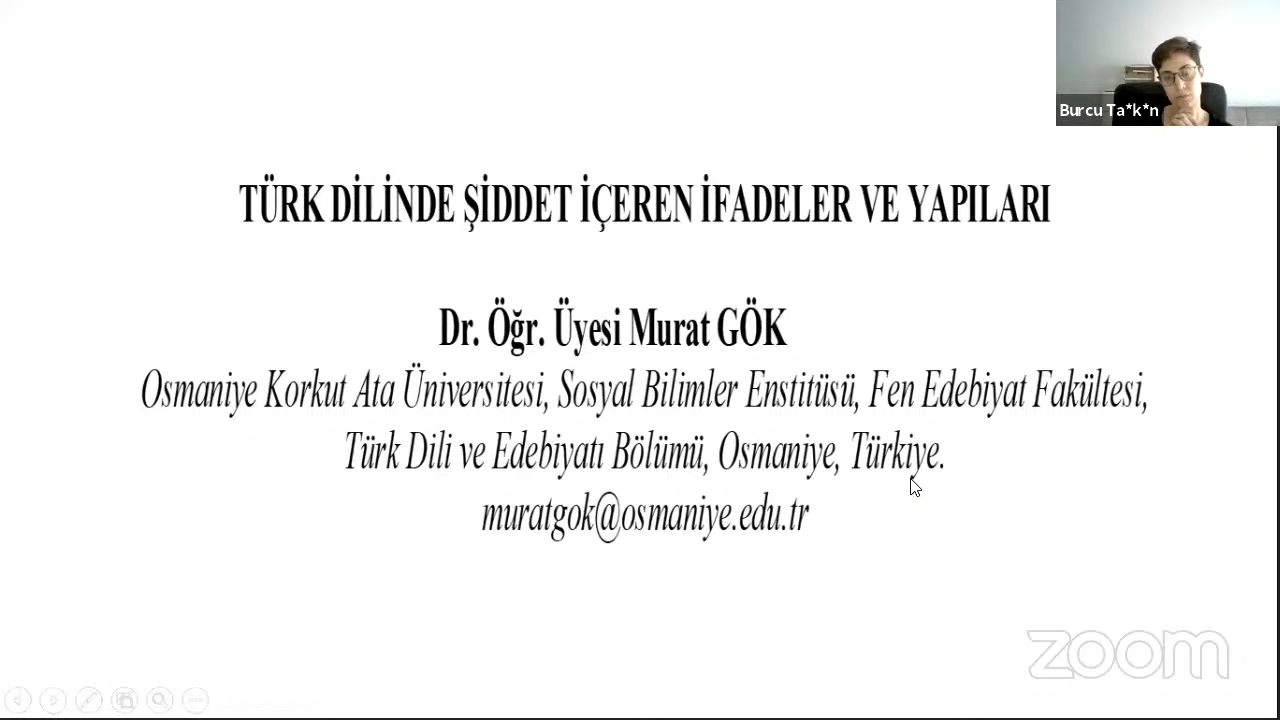 Burcu Ta*k*n
TÜRK DİLİNDE ŞİDDET İÇEREN İFADELER VE YAPILARI
Dr. Öğr. Üyesi Murat GÖK
Osmaniye Korkut Ata Üniversitesi, Sosyal Bilimler Enstitüsü, Fen Edebiyat Fakültesi,
Türk Dili ve Edebiyatı Bölümü, Osmaniye, Türkiye.
muratgok@osmaniye.edu.tr
zoom